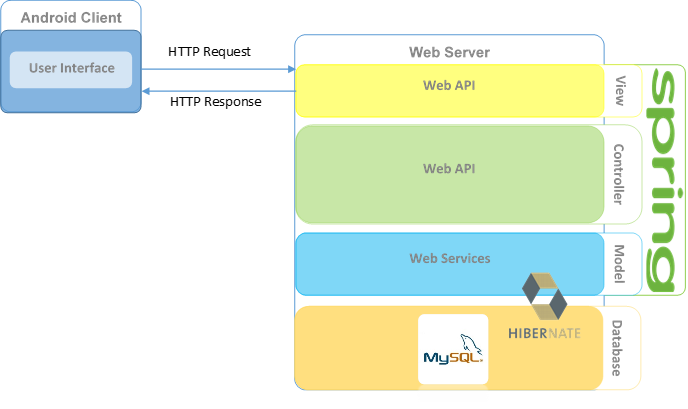 Android Client
User Interface
HTTP Request
HTTP Response
Web Server
Web API
View
Web API
Controller
Web Services
Model
spring
HIBERNATE
MySQL
Database